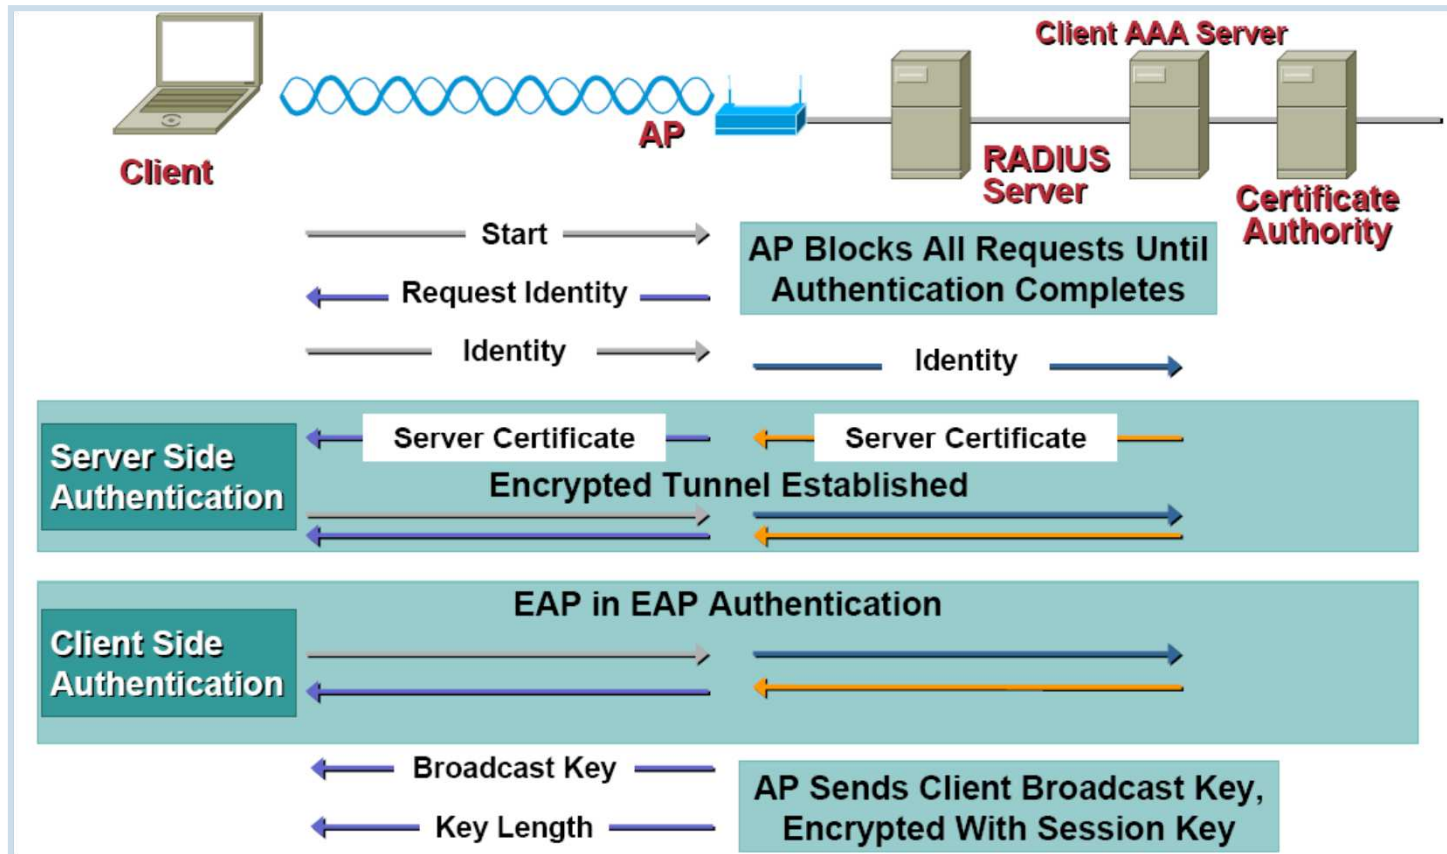 Client AAA Server
AP
Client
RADIUS
Server
Certificate
Authority
Start
AP Blocks All Requests Until
Authentication Completes
Request Identity
Identity
Identity
Server Side
Authentication
Server Certificate
Server Certificate
Encrypted Tunnel Established
EAP in EAP Authentication
Client Side
Authentication
Broadcast Key
Key Length
AP Sends Client Broadcast Key,
Encrypted With Session Key